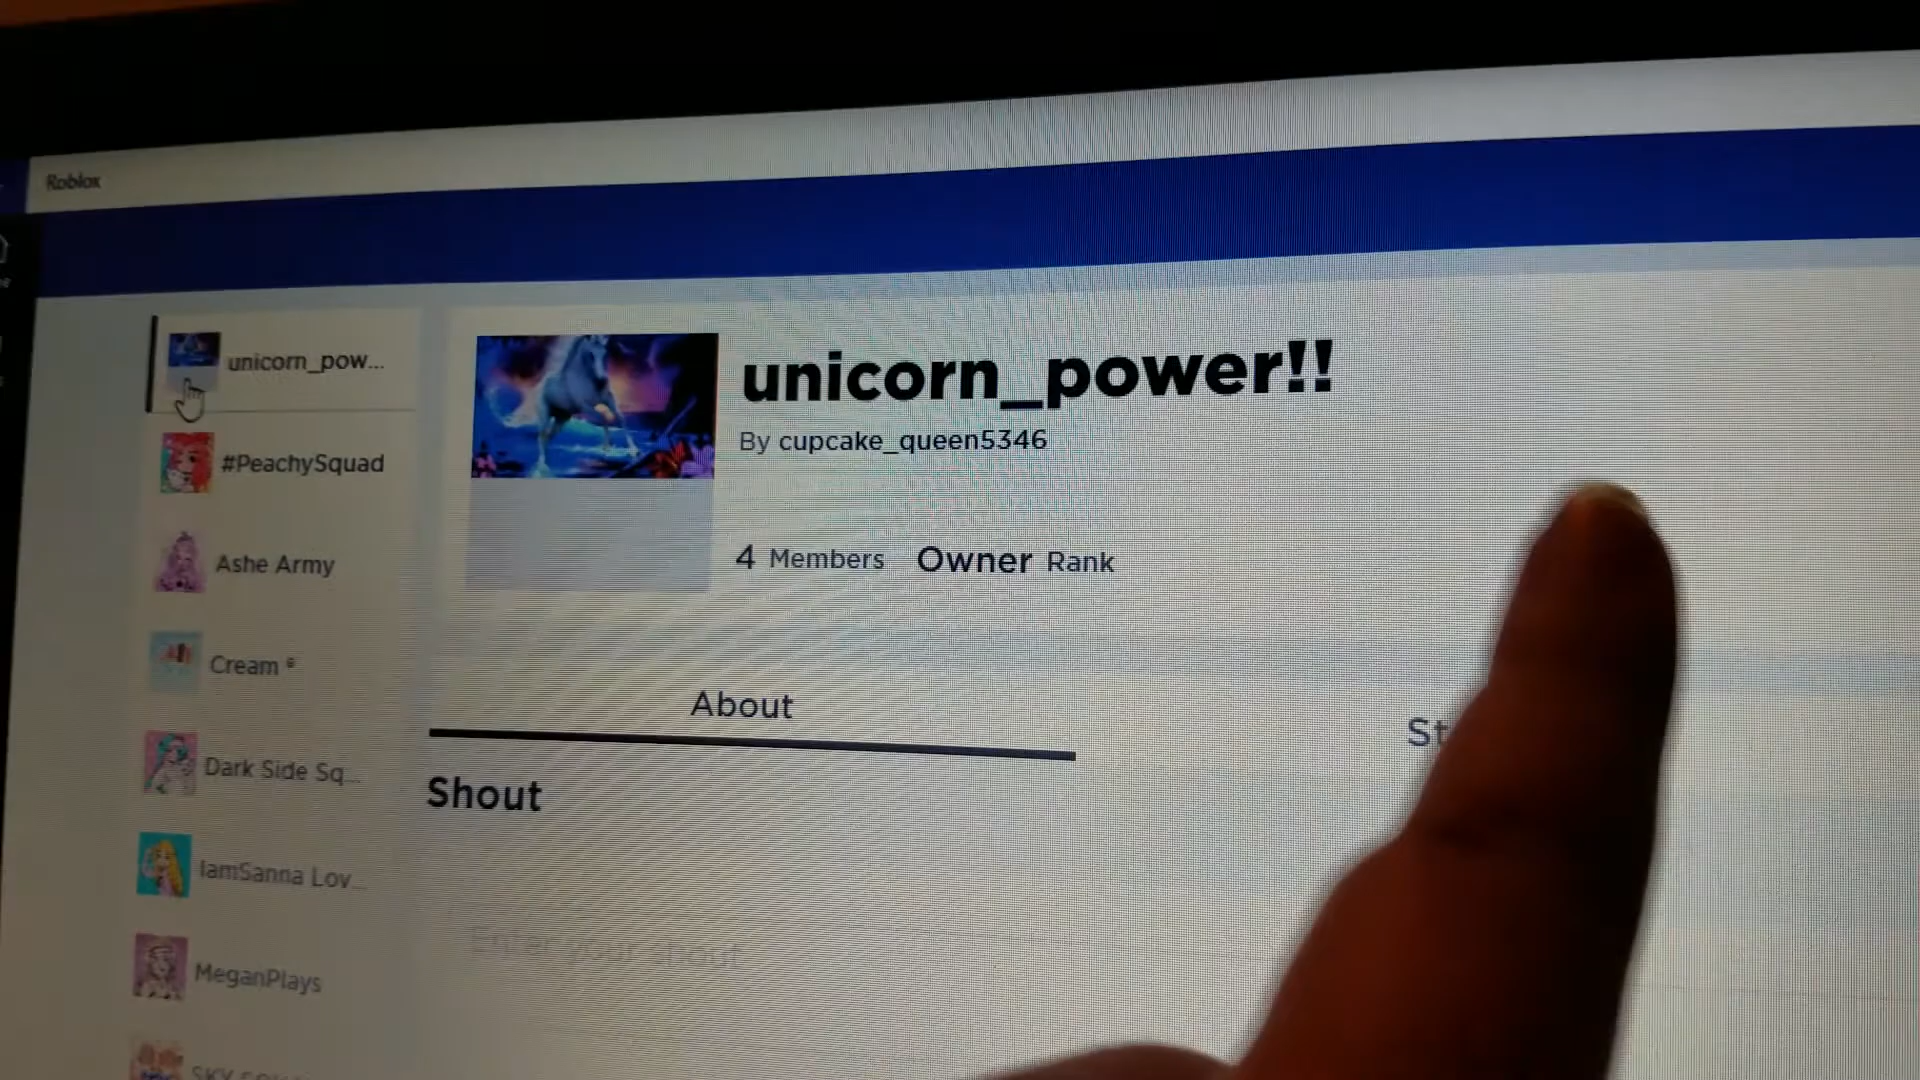 Roblox
unicorn_pow...
#PeachySquad
Ashe Army
Cream
Dark Side Sq...
IamSanna Lov...
MeganPlays
SKY
unicorn_power!!
By cupcake_queen5346
4 Members Owner Rank
About
St
Shout
Enter your shout